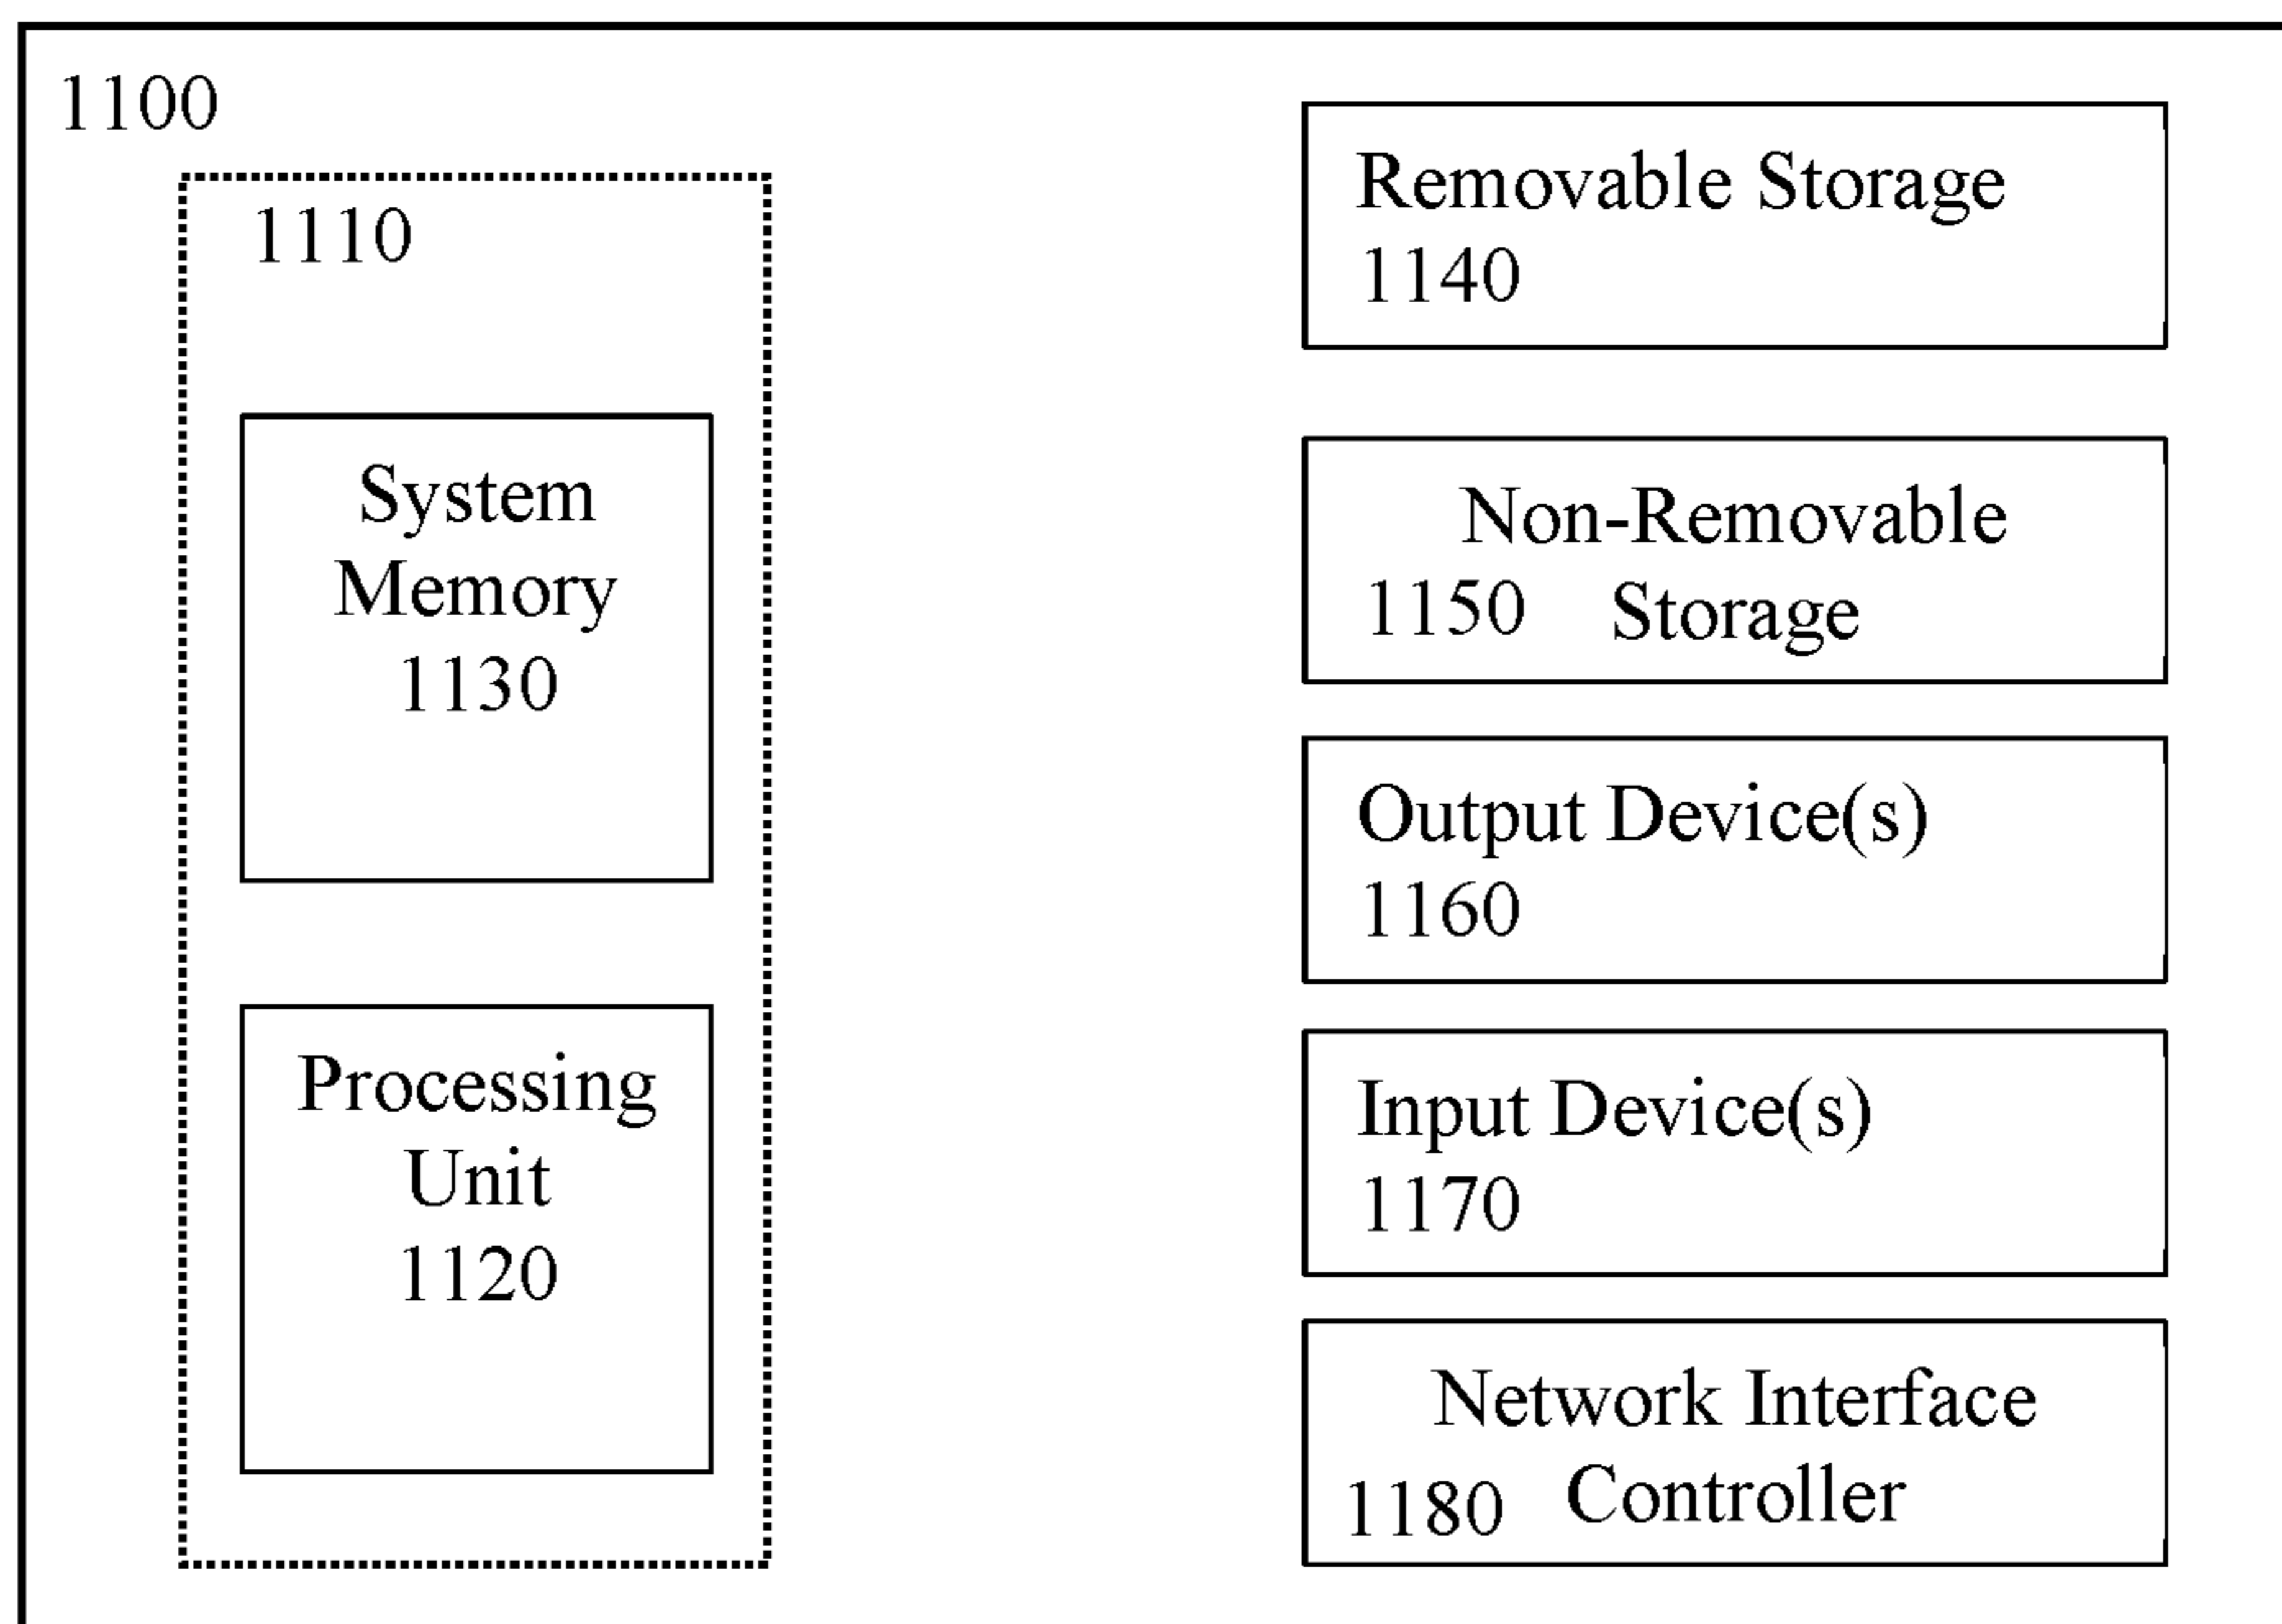 1100
1110
System
Memory
1130
Processing
Unit
1120
Removable Storage
1140
Non-Removable
1150 Storage
Output Device(s)
1160
Input Device(s)
1170
Network Interface
1180 Controller